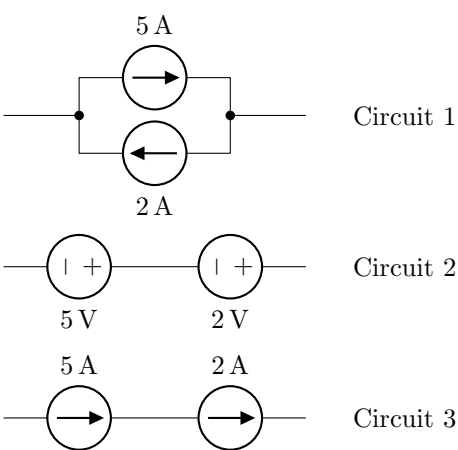 5 A
Circuit 1
2 A
− + − + Circuit 2
5 V 2 V
5 A 2 A
Circuit 3